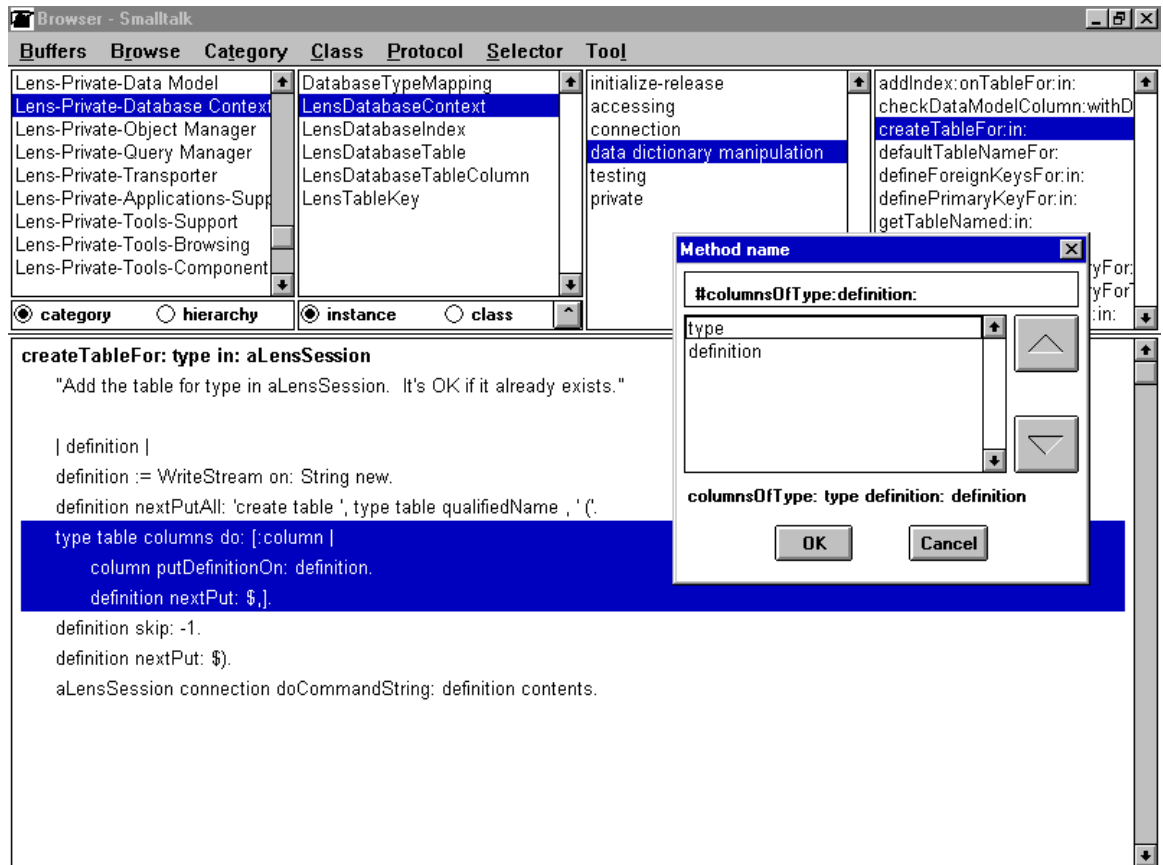 Browser - Smalltalk
Buffers Browse Category Class Protocol Selector Tool
Lens-Private-Data Model
Lens-Private-Database Context
Lens-Private-Object Manager
Lens-Private-Query Manager
Lens-Private-Transporter
Lens-Private-Applications-Supp
Lens-Private-Tools-Support
Lens-Private-Tools-Browsing
Lens-Private-Tools-Component
category hierarchy
DatabaseTypeMapping
LensDatabaseContext
LensDatabaseIndex
LensDatabaseTable
LensDatabaseTableColumn
LensTableKey
instance class ^
initialize-release
accessing
connection
data dictionary manipulation
testing
private
addIndex:onTableFor:in:
checkDataModelColumn:withD
createTableFor:in:
defaultTableNameFor:
defineForeignKeysFor:in:
definePrimaryKeyFor:in:
getTableNamed:in:
yFor:
yForT
:in:
Method name
#columnsOfType:definition:
type
definition
columnsOfType: type definition: definition
OK Cancel
createTableFor: type in: aLensSession
"Add the table for type in aLensSession. It's OK if it already exists."
| definition |
definition := WriteStream on: String new.
definition nextPutAll: 'create table ', type table qualifiedName , ' ('.
type table columns do: [:column |
column putDefinitionOn: definition.
definition nextPut: $,].
definition skip: -1.
definition nextPut: $).
aLensSession connection doCommandString: definition contents.